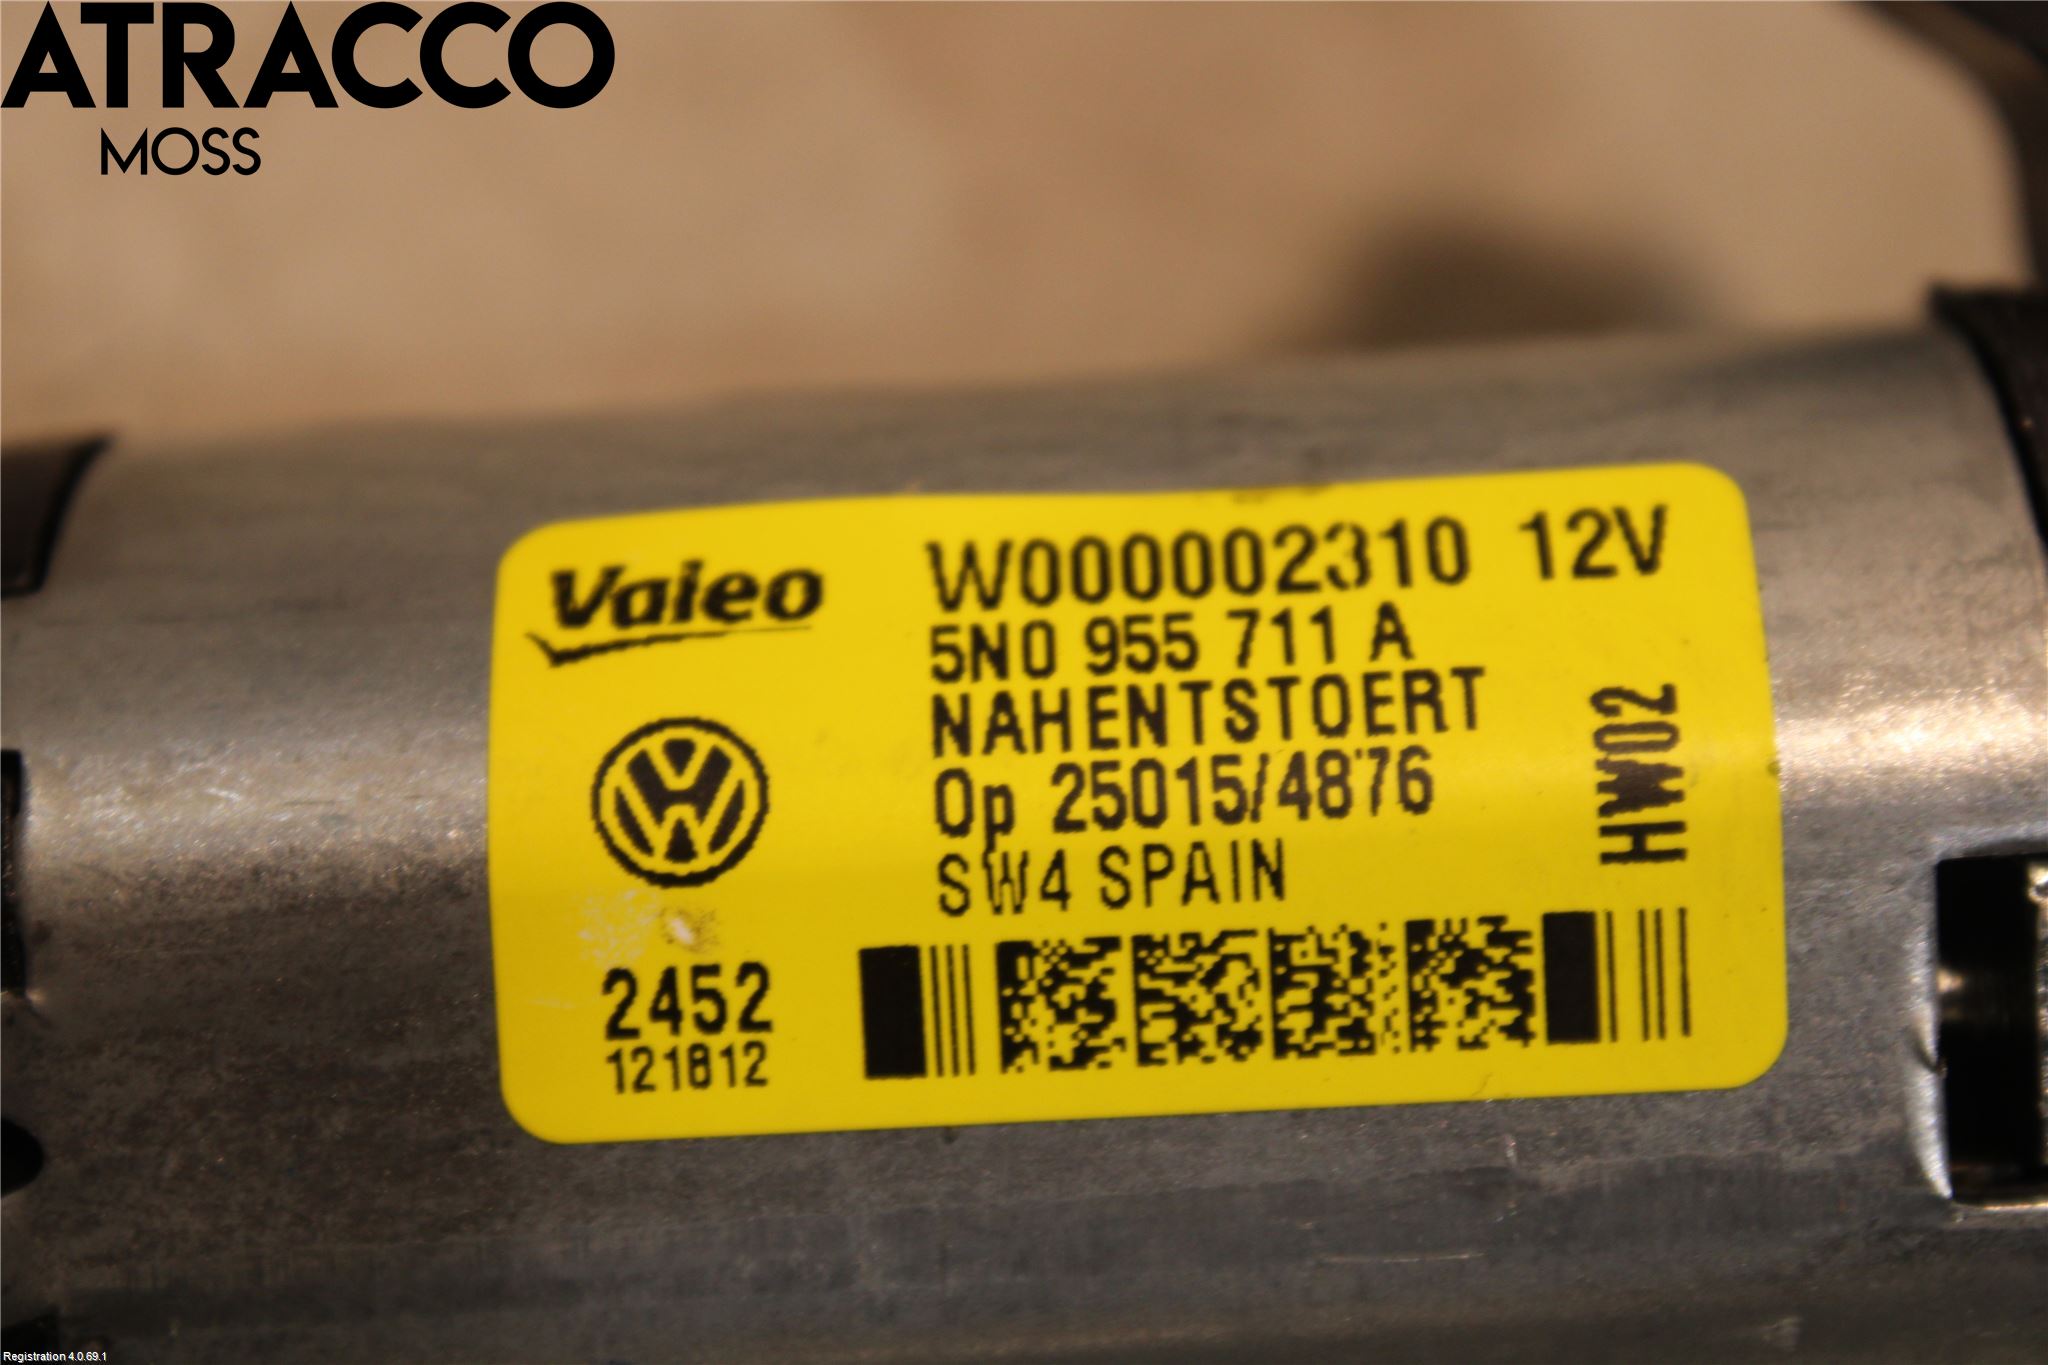 ATRACCO
MOSS
Valeo
W000002310 12V
5N0 955 711 A
NAHENTSTOERT
Op 25015/4876
SW4 SPAIN
HW02
2452
121812
Registration 4.0.69.1